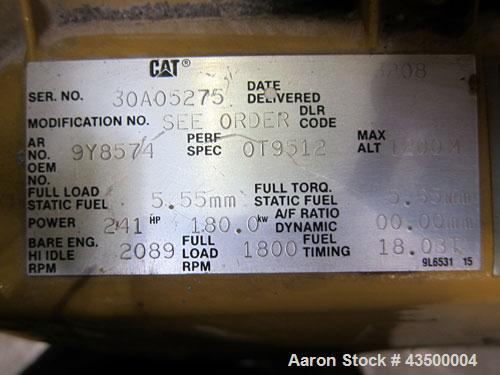 CAT®
SER. NO. 30A05275 DATE DELIVERED
MODIFICATION NO. SEE ORDER DLR CODE
AR NO. 9Y8574 PERF SPEC 0T9512 MAX ALT
OEM NO.
FULL LOAD STATIC FUEL 5.55mm FULL TORQ. STATIC FUEL
POWER 241 HP 180.0 kw A/F RATIO DYNAMIC 00.00mm
BARE ENG. HI IDLE RPM 2089 FULL LOAD RPM 1800 FUEL TIMING
9L6531 15
Aaron Stock # 43500004